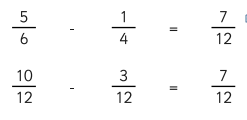 5/6 - 1/4 = 7/12
10/12 - 3/12 = 7/12